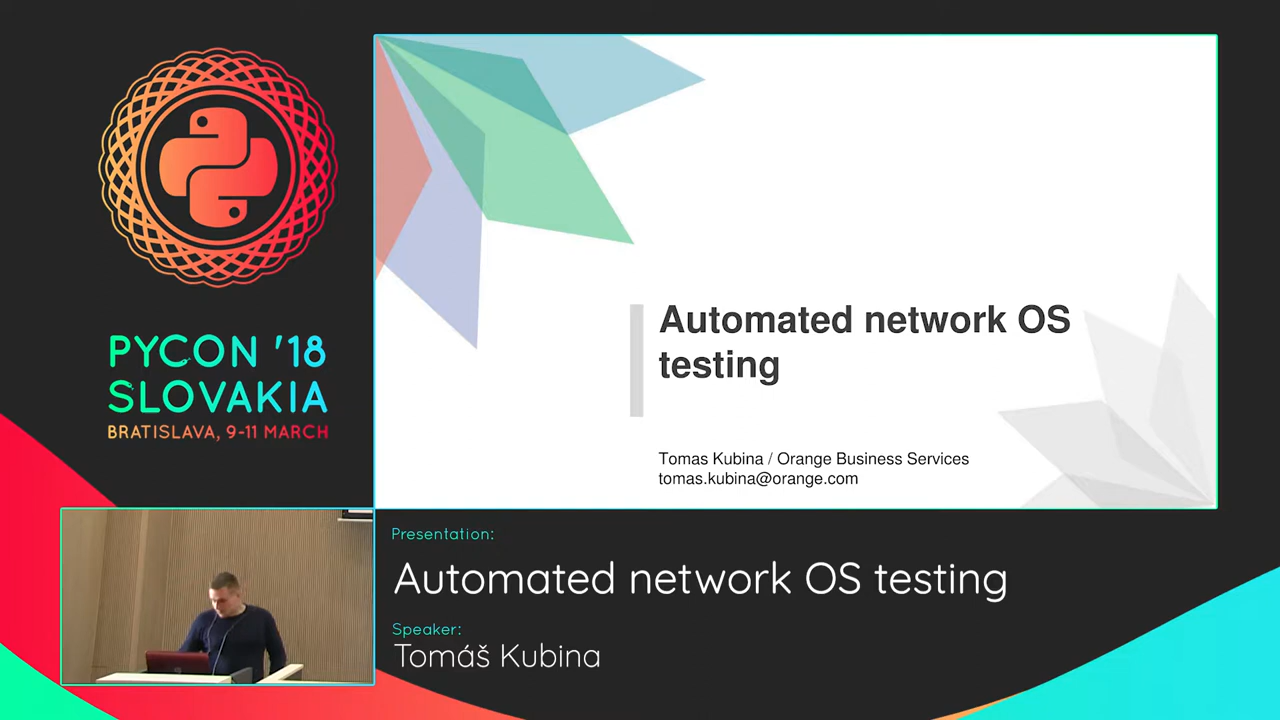 PYCON '18
SLOVAKIA
BRATISLAVA, 9-11 MARCH
Automated network OS
testing
Tomas Kubina / Orange Business Services
tomas.kubina@orange.com
Presentation:
Automated network OS testing
Speaker:
Tomáš Kubina